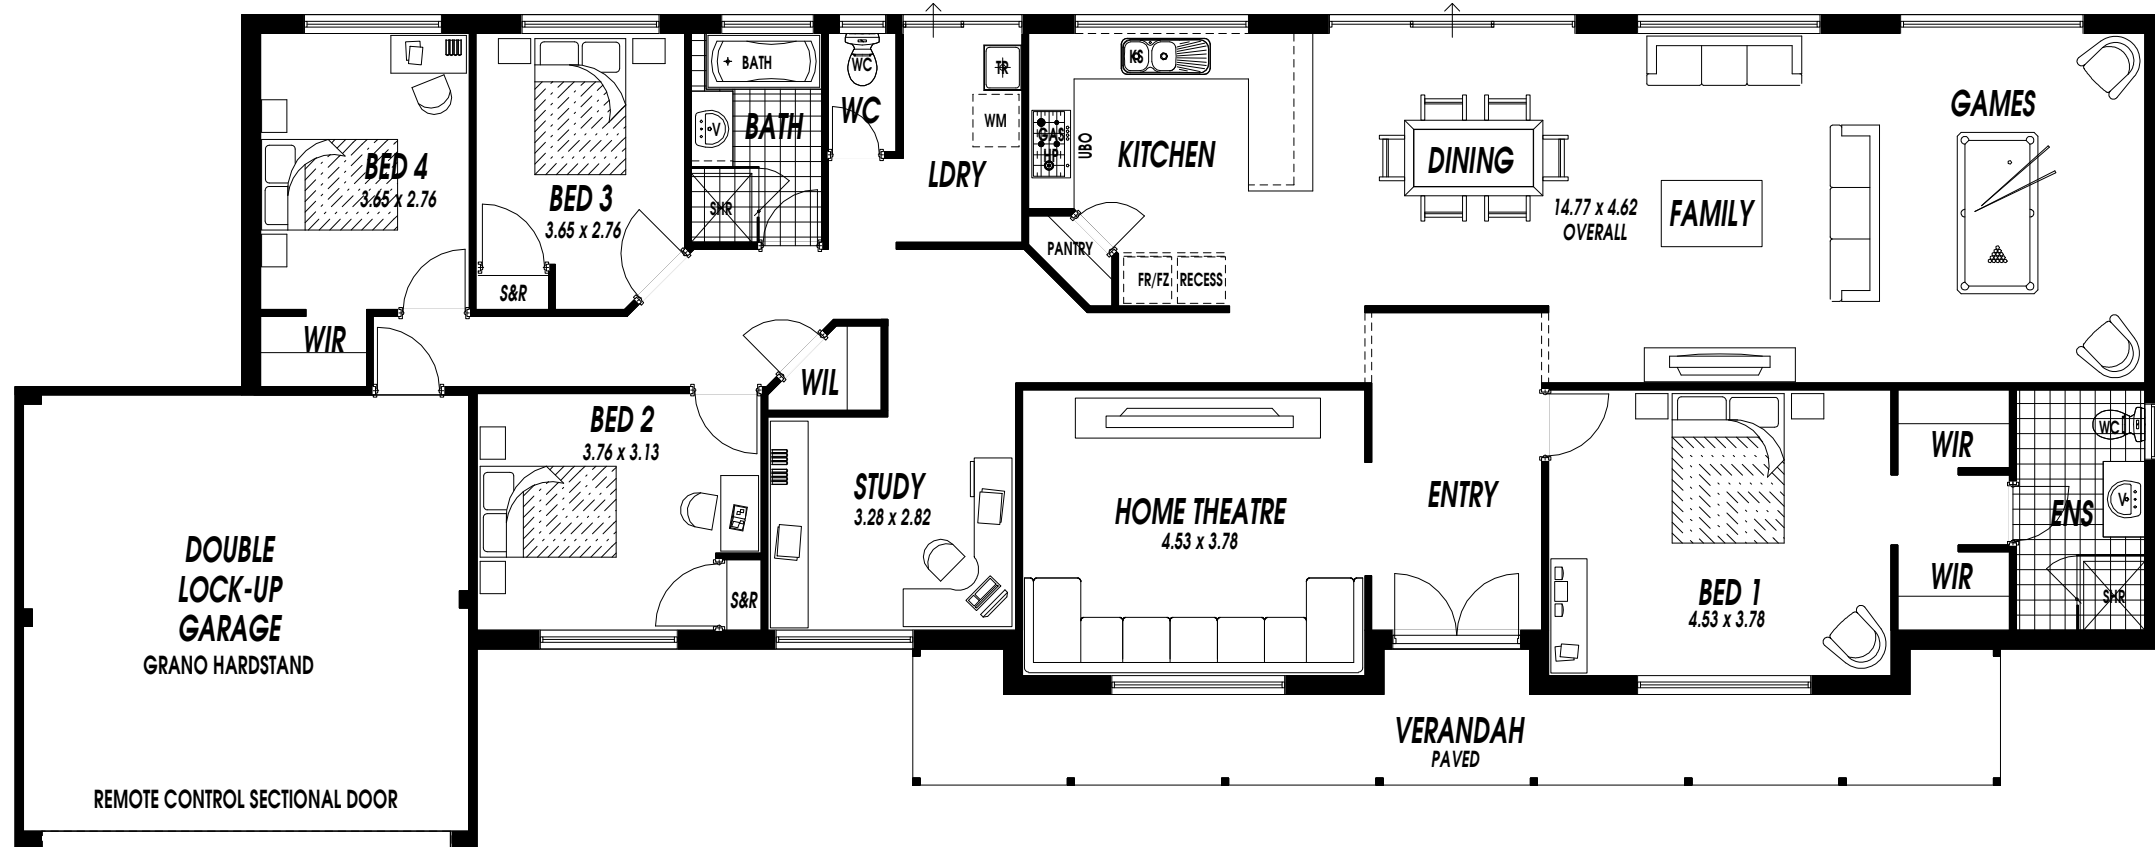 BED 4
3.65 x 2.76
BED 3
3.65 x 2.76
BATH
V
BATH
SHR
WC
WC
TR
WM
LDRY
KS
GAS
HP
UBO
KITCHEN
PANTRY
FR/FZ
RECESS
DINING
14.77 x 4.62
OVERALL
FAMILY
GAMES
S&R
WIR
WIL
BED 2
3.76 x 3.13
S&R
STUDY
3.28 x 2.82
HOME THEATRE
4.53 x 3.78
ENTRY
BED 1
4.53 x 3.78
WIR
WIR
WC
V
ENS
SHR
DOUBLE
LOCK-UP
GARAGE
GRANO HARDSTAND
REMOTE CONTROL SECTIONAL DOOR
VERANDAH
PAVED